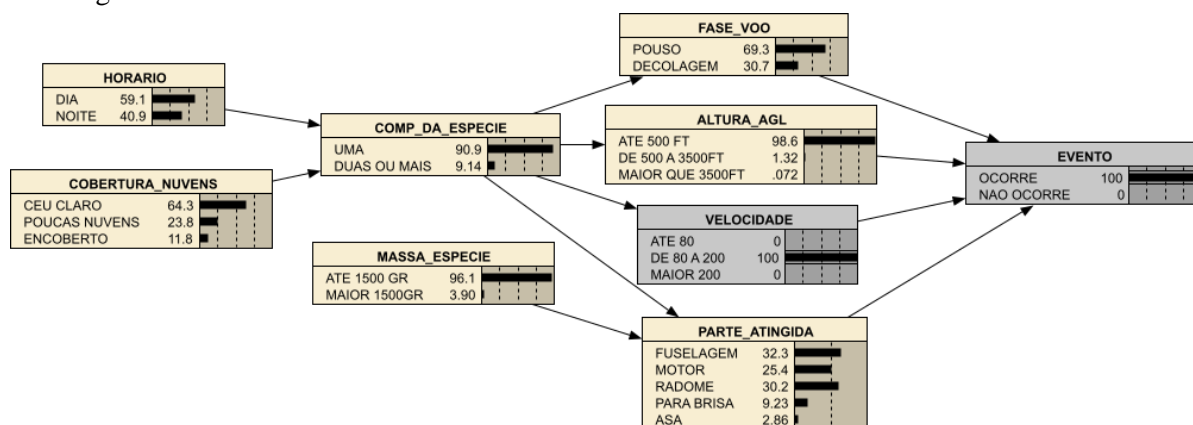 FASE_VOO
POUSO 69.3
DECOLAGEM 30.7
HORARIO
DIA 59.1
NOITE 40.9
COMP_DA_ESPECIE
UMA 90.9
DUAS OU MAIS 9.14
ALTURA_AGL
ATE 500 FT 98.6
DE 500 A 3500FT 1.32
MAIOR QUE 3500FT .072
EVENTO
OCORRE 100
NAO OCORRE 0
COBERTURA_NUVENS
CEU CLARO 64.3
POUCAS NUVENS 23.8
ENCOBERTO 11.8
VELOCIDADE
ATE 80 0
DE 80 A 200 100
MAIOR 200 0
MASSA_ESPECIE
ATE 1500 GR 96.1
MAIOR 1500GR 3.90
PARTE_ATINGIDA
FUSELAGEM 32.3
MOTOR 25.4
RADOME 30.2
PARA BRISA 9.23
ASA 2.86